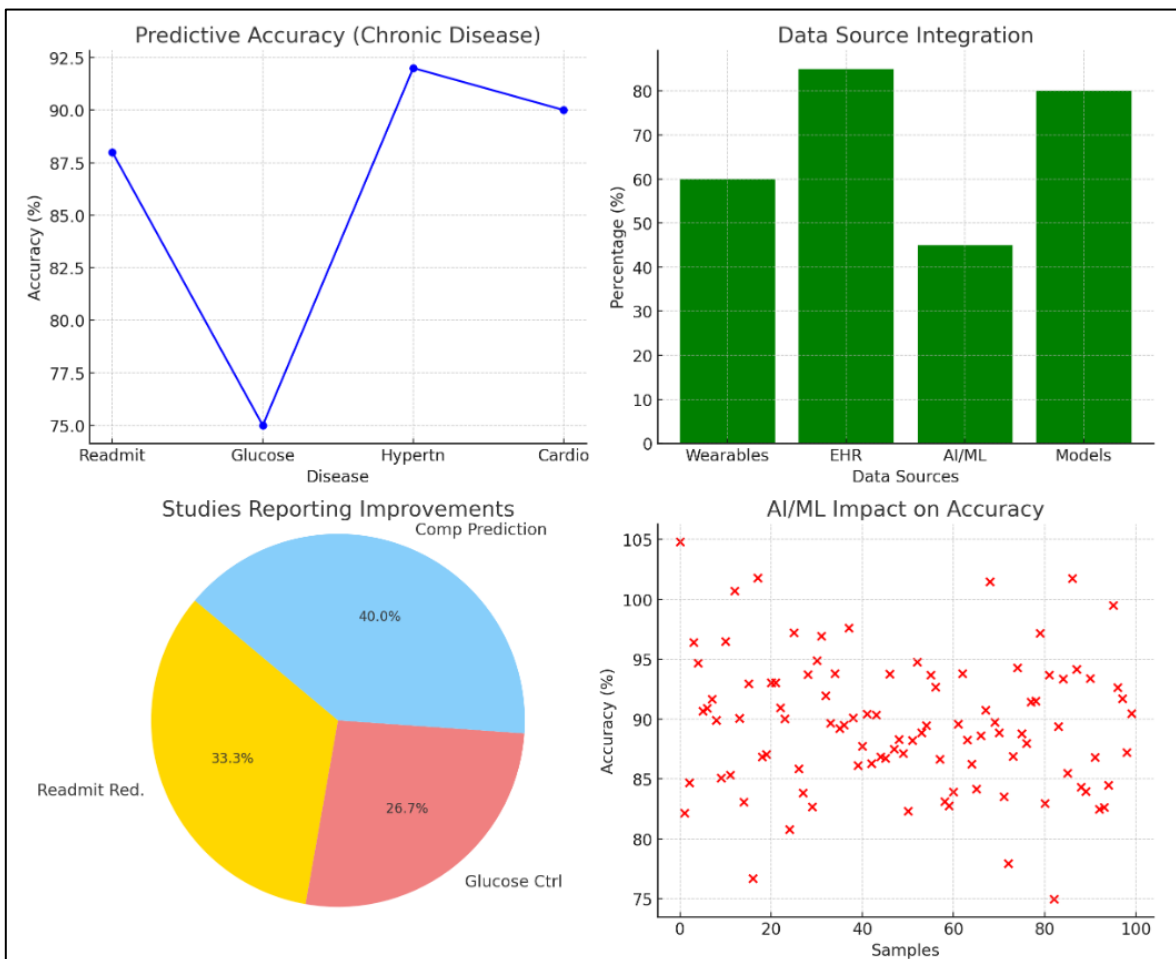 Predictive Accuracy (Chronic Disease)
92.5
90.0
87.5
85.0
82.5
80.0
77.5
75.0
Accuracy (%)
Readmit Glucose Hypertn Cardio
Disease
Data Source Integration
80
70
60
50
40
30
20
10
0
Percentage (%)
Wearables EHR AI/ML Models
Data Sources
Studies Reporting Improvements
Comp Prediction
40.0%
33.3%
Readmit Red.
26.7%
Glucose Ctrl
AI/ML Impact on Accuracy
105
100
95
90
85
80
75
Accuracy (%)
0 20 40 60 80 100
Samples